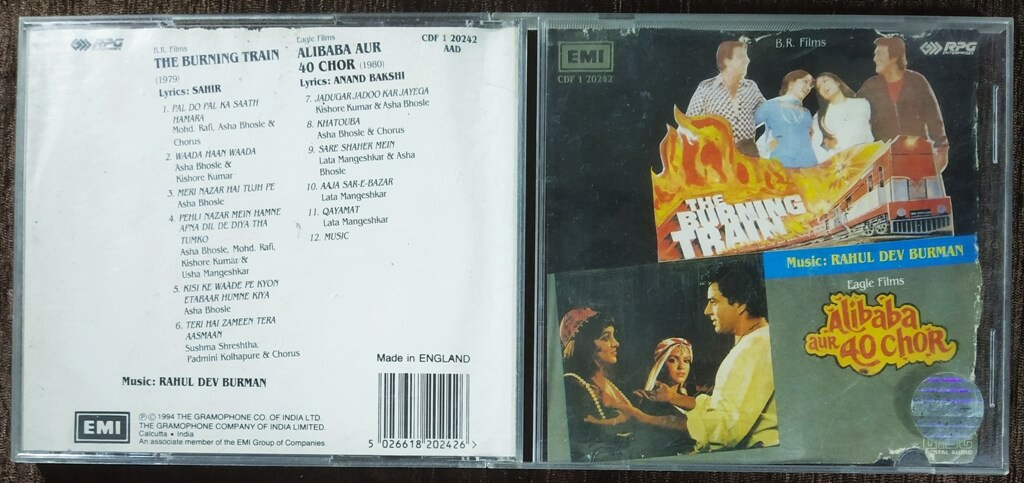 RPG
B.R. Films
THE BURNING TRAIN
(1979)
Lyrics: SAHIR
1. PAL DO PAL KA SAATH
HAMARA
Mohd. Rafi, Asha Bhosle &
Chorus
2. WAADA HAAN WAADA
Asha Bhosle &
Kishore Kumar
3. MERI NAZAR HAI TUJH PE
Asha Bhosle
4. PEHLI NAZAR MEIN HAMNE
APNA DIL DE DIYA THA
TUMKO
Asha Bhosle, Mohd. Rafi,
Kishore Kumar &
Usha Mangeshkar
5. KISI KE WAADE PE KYON
ETABAAR HUMNE KIYA
Asha Bhosle
6. TERI HAI ZAMEEN TERA
AASMAAN
Sushma Shreshtha,
Padmini Kolhapure & Chorus
Music: RAHUL DEV BURMAN
Eagle Films
ALIBABA AUR
40 CHOR (1980)
Lyrics: ANAND BAKSHI
7. JADUGAR JADOO KAR JAYEGA
Kishore Kumar & Asha Bhosle
8. KHATOUBA
Asha Bhosle & Chorus
9. SARE SHAHER MEIN
Lata Mangeshkar & Asha
Bhosle
10. AAJA SAR-E-BAZAR
Lata Mangeshkar
11. QAYAMAT
Lata Mangeshkar
12. MUSIC
CDF 1 20242
AAD
Made in ENGLAND
EMI
℗© 1994 THE GRAMOPHONE CO. OF INDIA LTD.
THE GRAMOPHONE COMPANY OF INDIA LIMITED.
Calcutta • India
An associate member of the EMI Group of Companies
5 026618 202426 >
EMI
CDF 1 20242
B.R. Films
RPG
THE
BURNING
TRAIN
Music: RAHUL DEV BURMAN
Eagle Films
Alibaba
aur 40 CHOR